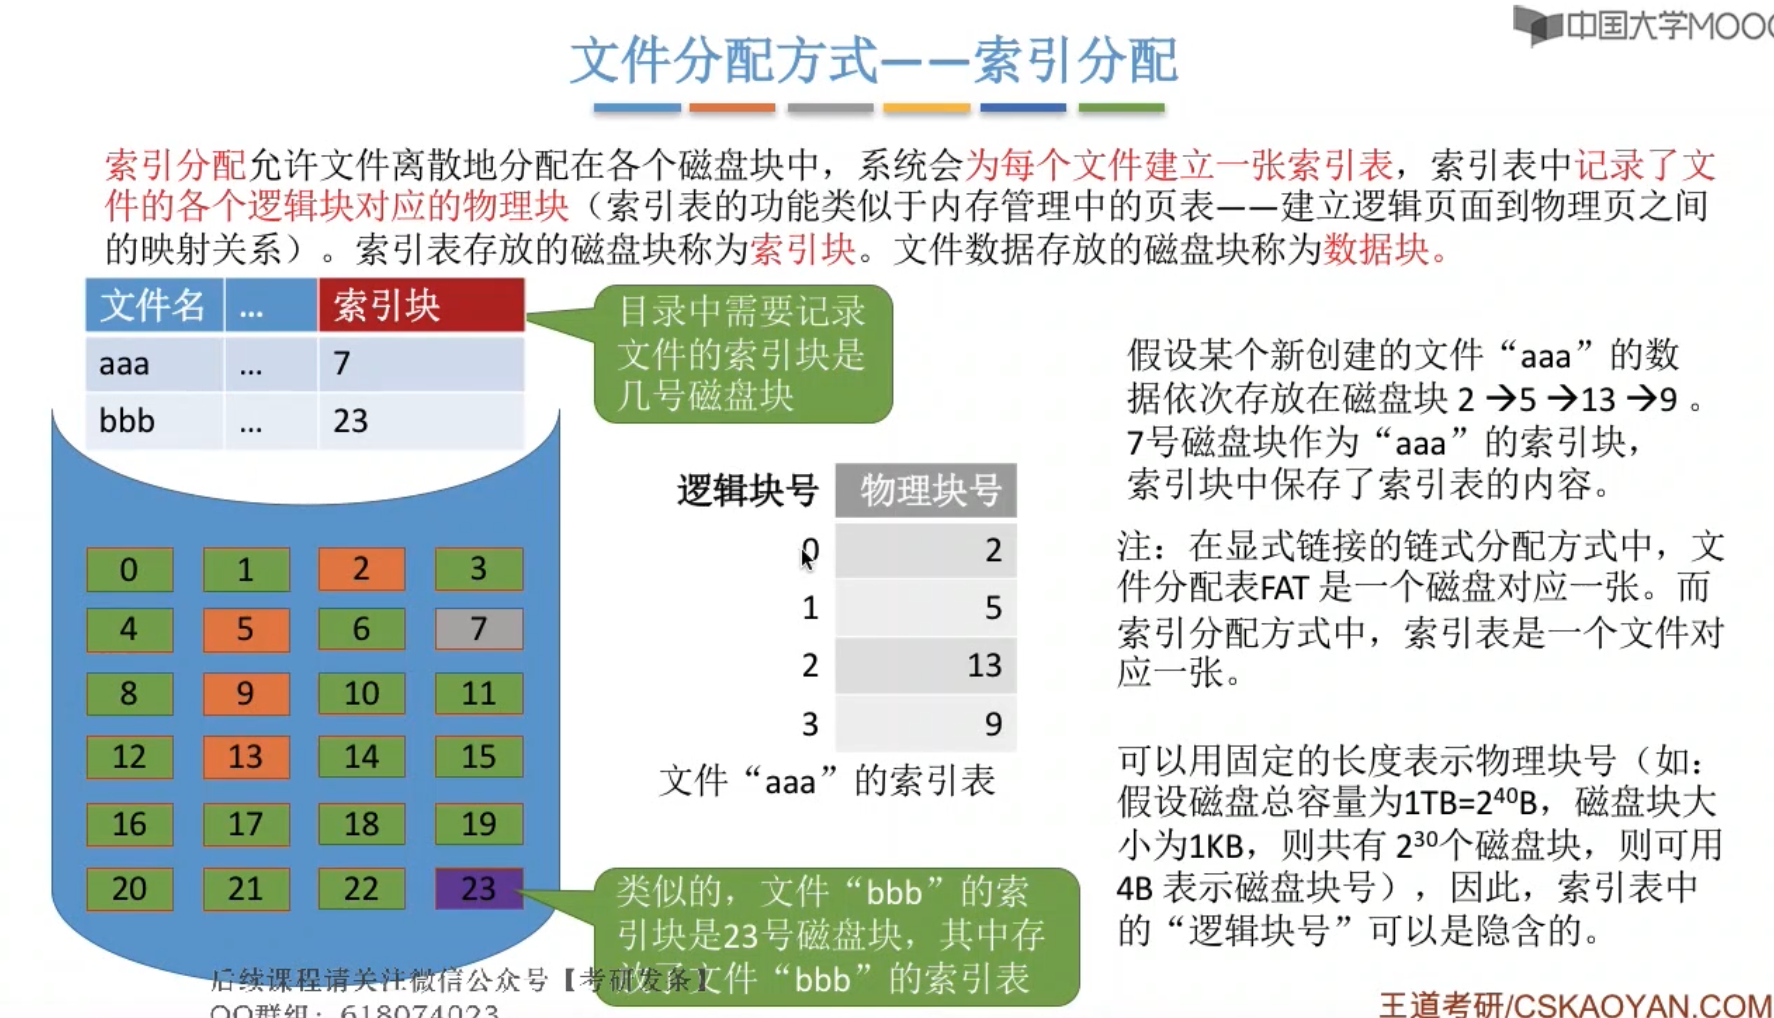 中国大学MOOC
文件分配方式——索引分配
索引分配允许文件离散地分配在各个磁盘块中，系统会为每个文件建立一张索引表，索引表中记录了文
件的各个逻辑块对应的物理块（索引表的功能类似于内存管理中的页表——建立逻辑页面到物理页之间
的映射关系）。索引表存放的磁盘块称为索引块。文件数据存放的磁盘块称为数据块。
文件名 ... 索引块
aaa ... 7
bbb ... 23
目录中需要记录
文件的索引块是
几号磁盘块
0 1 2 3
4 5 6 7
8 9 10 11
12 13 14 15
16 17 18 19
20 21 22 23
逻辑块号 物理块号
0 2
1 5
2 13
3 9
文件“aaa”的索引表
类似的，文件“bbb”的索
引块是23号磁盘块，其中存
放了文件“bbb”的索引表
假设某个新创建的文件“aaa”的数
据依次存放在磁盘块 2→5→13→9 。
7号磁盘块作为“aaa”的索引块，
索引块中保存了索引表的内容。
注：在显式链接的链式分配方式中，文
件分配表FAT 是一个磁盘对应一张。而
索引分配方式中，索引表是一个文件对
应一张。
可以用固定的长度表示物理块号（如：
假设磁盘总容量为1TB=2⁴⁰B，磁盘块大
小为1KB，则共有 2³⁰个磁盘块，则可用
4B 表示磁盘块号），因此，索引表中
的“逻辑块号”可以是隐含的。
后续课程请关注微信公众号【考研发条】
QQ群组：618074023
王道考研/CSKAOYAN.COM